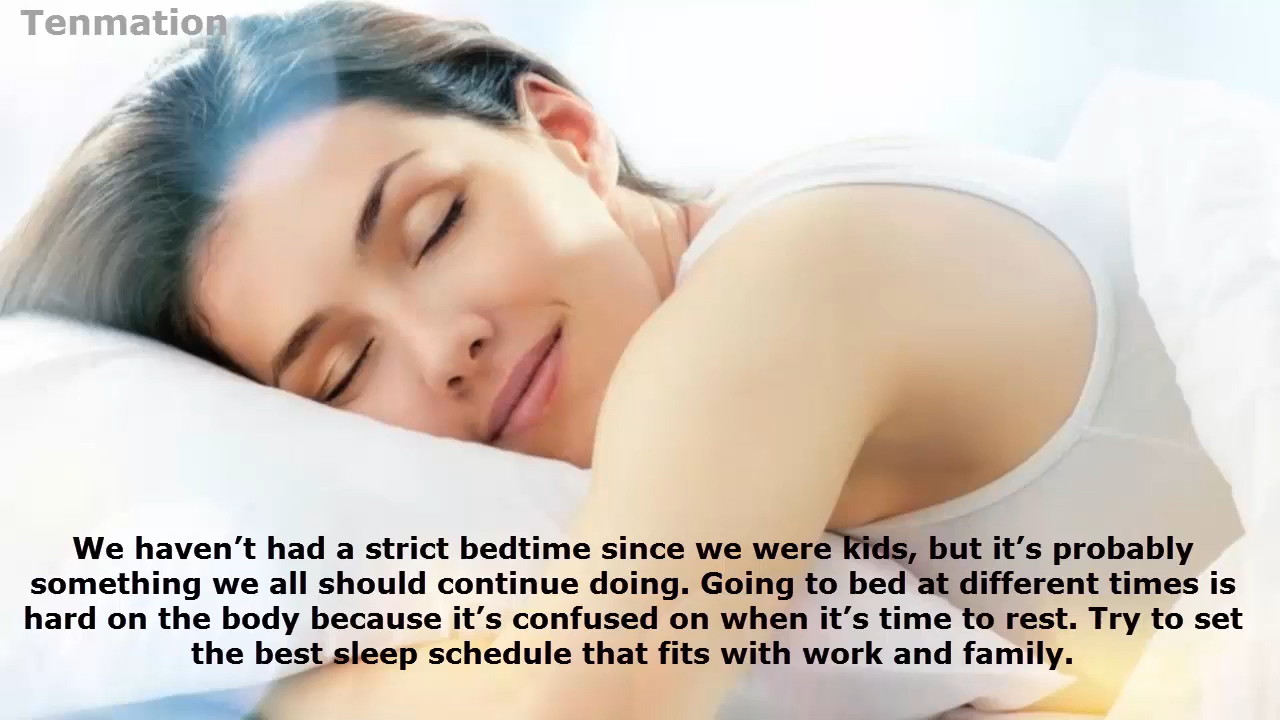 Tenmation
We haven’t had a strict bedtime since we were kids, but it’s probably
something we all should continue doing. Going to bed at different times is
hard on the body because it’s confused on when it’s time to rest. Try to set
the best sleep schedule that fits with work and family.